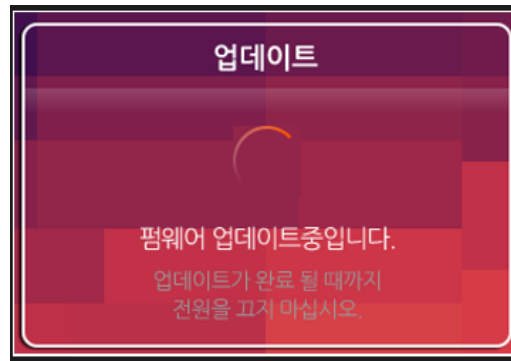 업데이트
펌웨어 업데이트중입니다.
업데이트가 완료 될 때까지
전원을 끄지 마십시오.